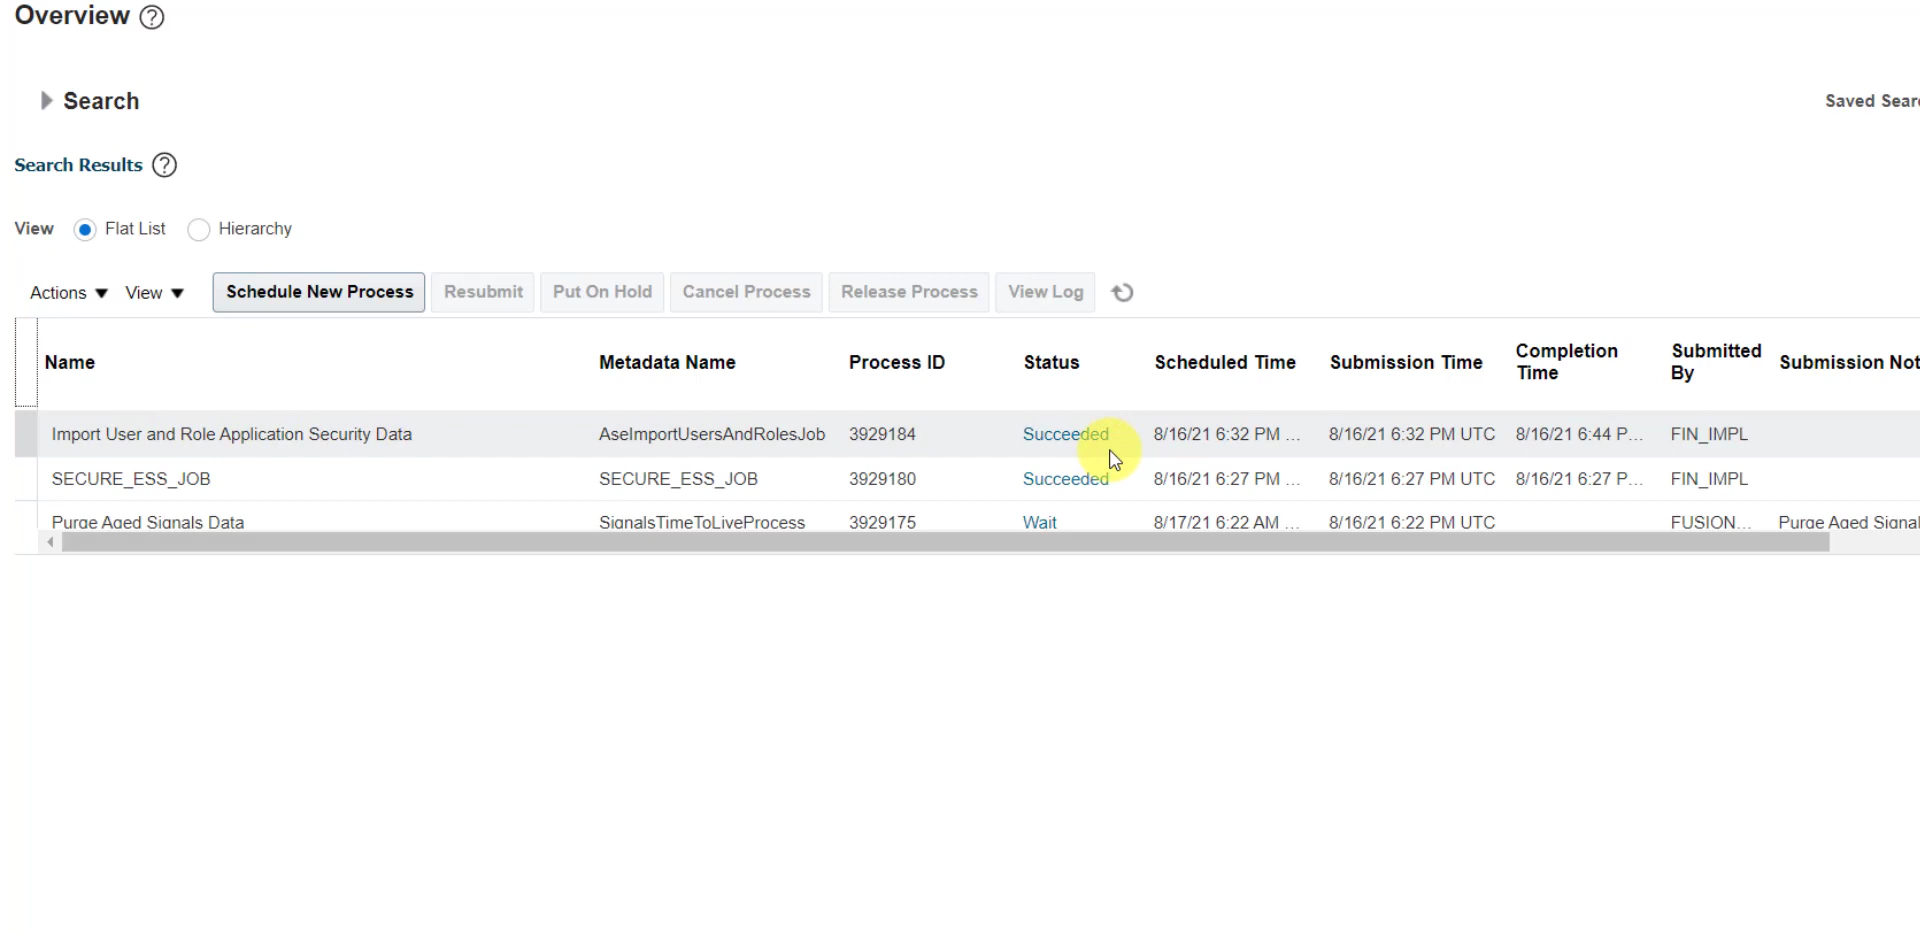 Overview
Search
Saved Sear
Search Results
View Flat List Hierarchy
Actions View Schedule New Process Resubmit Put On Hold Cancel Process Release Process View Log
Name Metadata Name Process ID Status Scheduled Time Submission Time Completion Time Submitted By Submission Not
Import User and Role Application Security Data AseImportUsersAndRolesJob 3929184 Succeeded 8/16/21 6:32 PM ... 8/16/21 6:32 PM UTC 8/16/21 6:44 P... FIN_IMPL
SECURE_ESS_JOB SECURE_ESS_JOB 3929180 Succeeded 8/16/21 6:27 PM ... 8/16/21 6:27 PM UTC 8/16/21 6:27 P... FIN_IMPL
Purge Aged Signals Data SignalsTimeToLiveProcess 3929175 Wait 8/17/21 6:22 AM ... 8/16/21 6:22 PM UTC FUSION... Purge Aged Signal